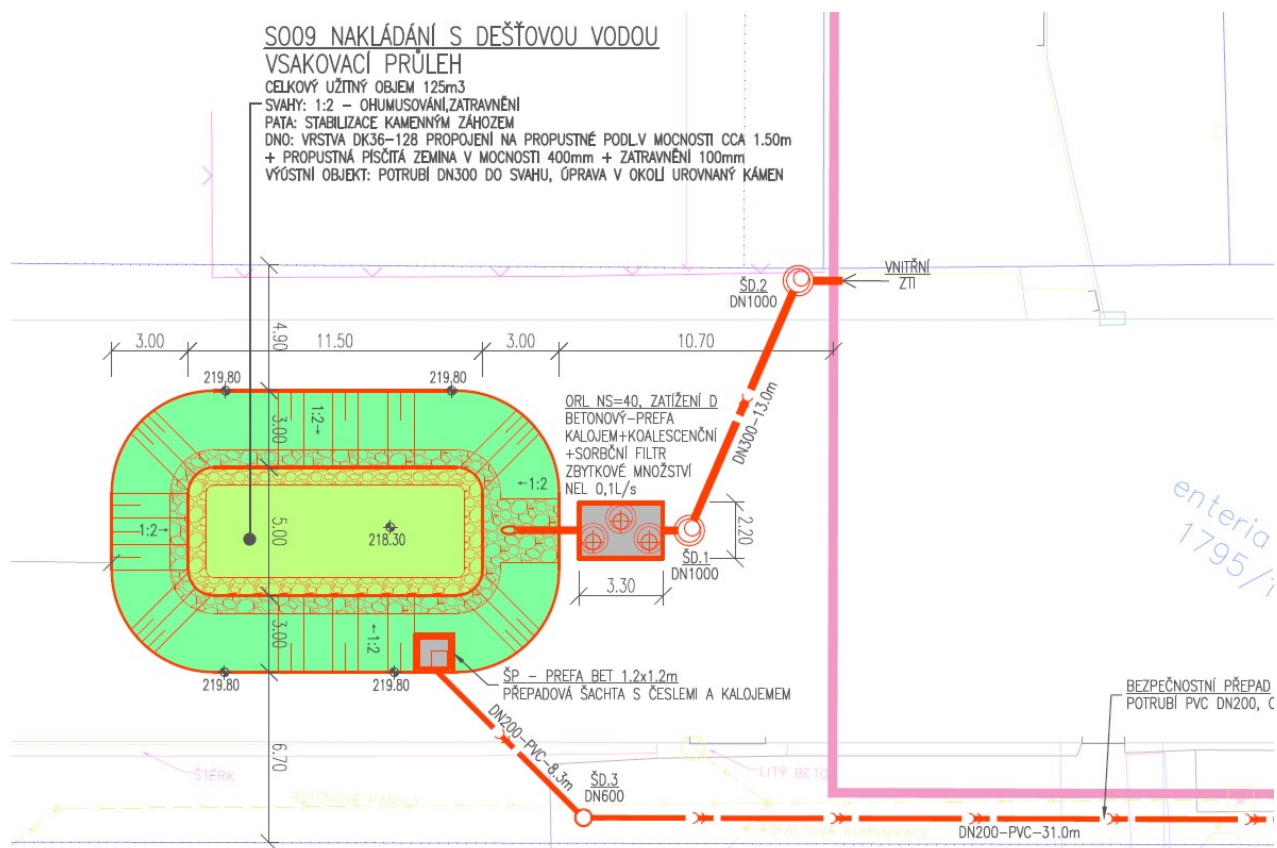 SO09 NAKLÁDÁNÍ S DEŠŤOVOU VODOU
VSAKOVACÍ PRŮLEH
CELKOVÝ UŽITNÝ OBJEM 125m3
SVAHY: 1:2 – OHUMUSOVÁNÍ,ZATRAVNĚNÍ
PATA: STABILIZACE KAMENNÝM ZÁHOZEM
DNO: VRSTVA DK36-128 PROPOJENÍ NA PROPUSTNÉ PODL.V MOCNOSTI CCA 1.50m
+ PROPUSTNÁ PÍSČITÁ ZEMINA V MOCNOSTI 400mm + ZATRAVNĚNÍ 100mm
VÝÚSTNÍ OBJEKT: POTRUBÍ DN300 DO SVAHU, ÚPRAVA V OKOLÍ UROVNANÝ KÁMEN
VNITŘNÍ
ZTI
ŠD.2
DN1000
3.00
4.90
11.50
3.00
10.70
219.80
219.80
ORL NS=40, ZATÍŽENÍ D
BETONOVÝ-PREFA
KALOJEM+KOALESCENČNÍ
+SORBČNÍ FILTR
ZBYTKOVÉ MNOŽSTVÍ
NEL 0,1L/s
DN300-13.0m
1:2→
3.00
←1:2
1:2→
5.00
218.30
2.20
enteria
1795/1
ŠD.1
DN1000
3.30
3.00
←1:2
219.80
219.80
ŠP – PREFA BET 1.2x1.2m
PŘEPADOVÁ ŠACHTA S ČESLEMI A KALOJEMEM
BEZPEČNOSTNÍ PŘEPAD
POTRUBÍ PVC DN200,
DN200-PVC-8.3m
6.70
ŠTĚRK
LITÝ BETO
ŠD.3
DN600
BETONOVÉ PANELY
ASFALTOVÁ KOMUNIKACE
DN200-PVC-31.0m